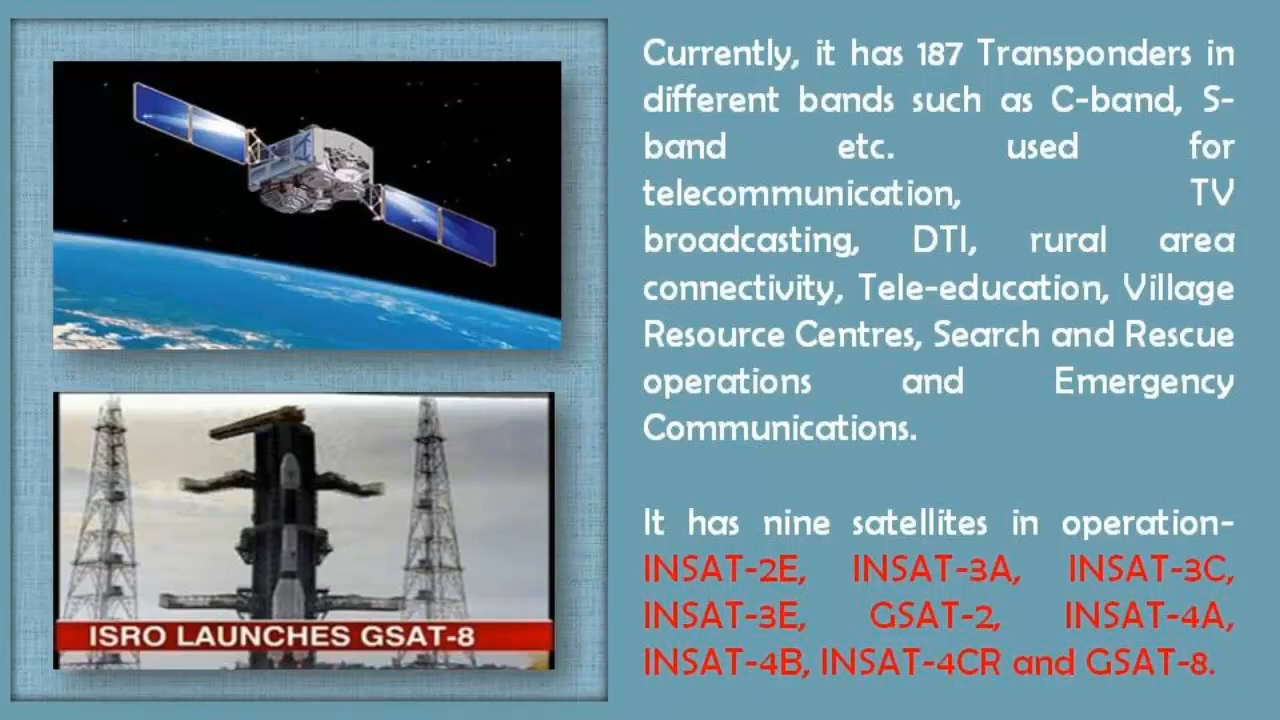 Currently, it has 187 Transponders in
different bands such as C-band, S-
band etc. used for
telecommunication, TV
broadcasting, DTI, rural area
connectivity, Tele-education, Village
Resource Centres, Search and Rescue
operations and Emergency
Communications.
It has nine satellites in operation-
INSAT-2E, INSAT-3A, INSAT-3C,
INSAT-3E, GSAT-2, INSAT-4A,
INSAT-4B, INSAT-4CR and GSAT-8.
ISRO LAUNCHES GSAT-8